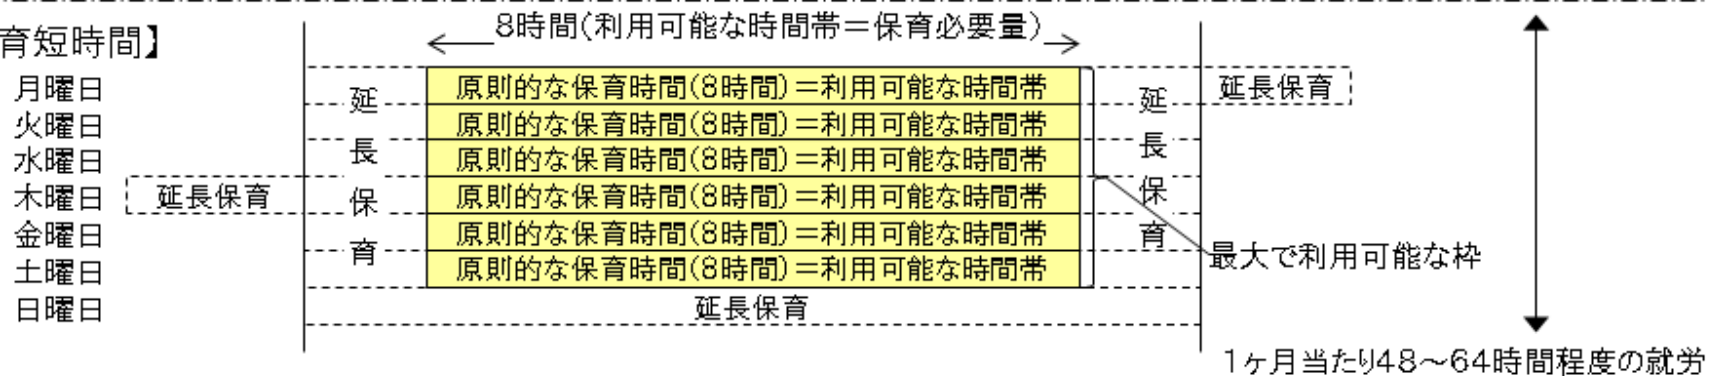 8時間(利用可能な時間帯＝保育必要量)
育短時間】
月曜日 原則的な保育時間(8時間)＝利用可能な時間帯 延長保育
火曜日 原則的な保育時間(8時間)＝利用可能な時間帯
水曜日 原則的な保育時間(8時間)＝利用可能な時間帯
木曜日 延長保育 原則的な保育時間(8時間)＝利用可能な時間帯
金曜日 原則的な保育時間(8時間)＝利用可能な時間帯
土曜日 原則的な保育時間(8時間)＝利用可能な時間帯
日曜日 延長保育
延長保育
延長保育
最大で利用可能な枠
1ヶ月当たり48～64時間程度の就労